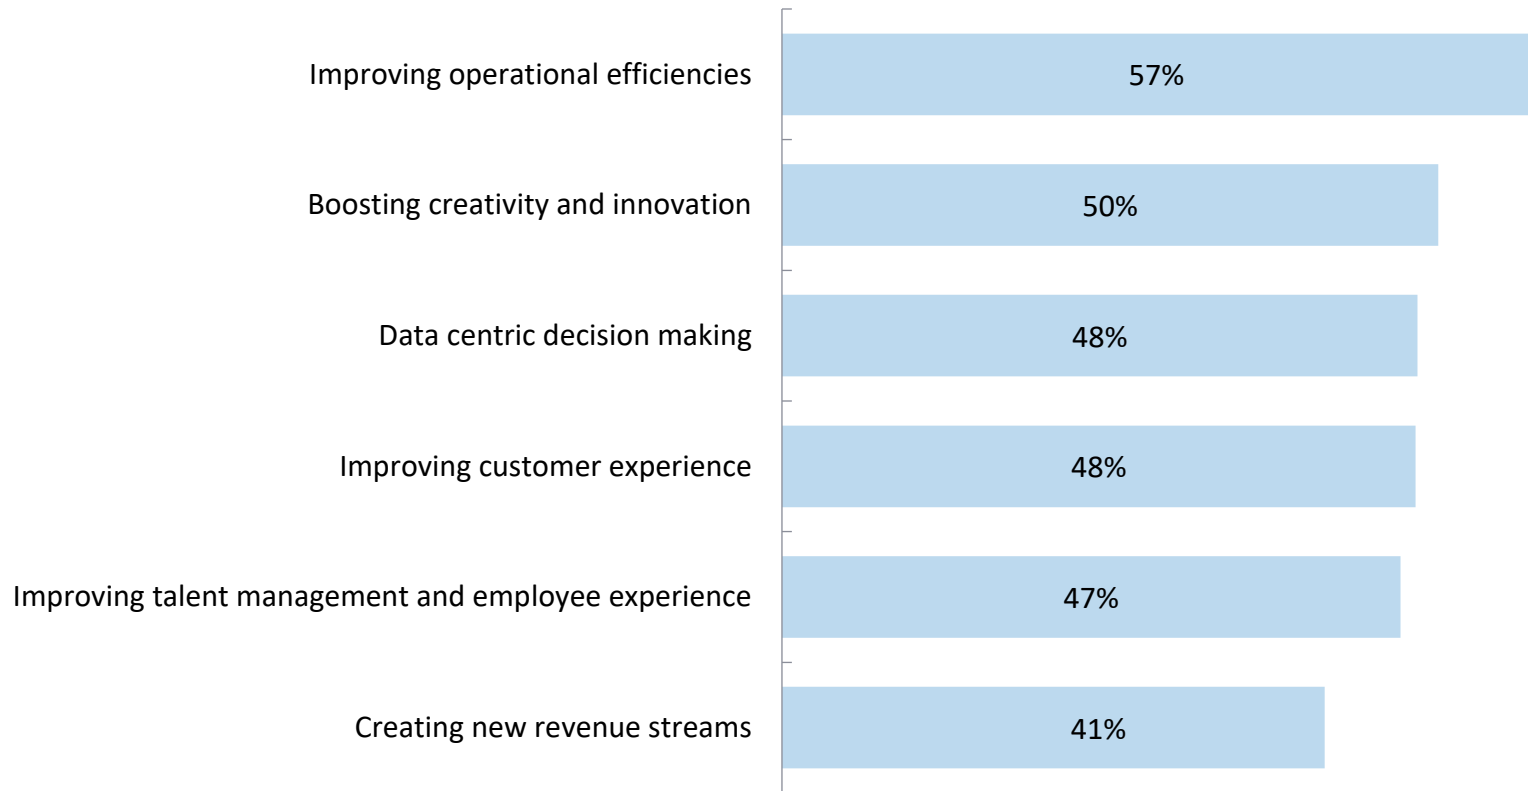 Improving operational efficiencies 57%
Boosting creativity and innovation 50%
Data centric decision making 48%
Improving customer experience 48%
Improving talent management and employee experience 47%
Creating new revenue streams 41%